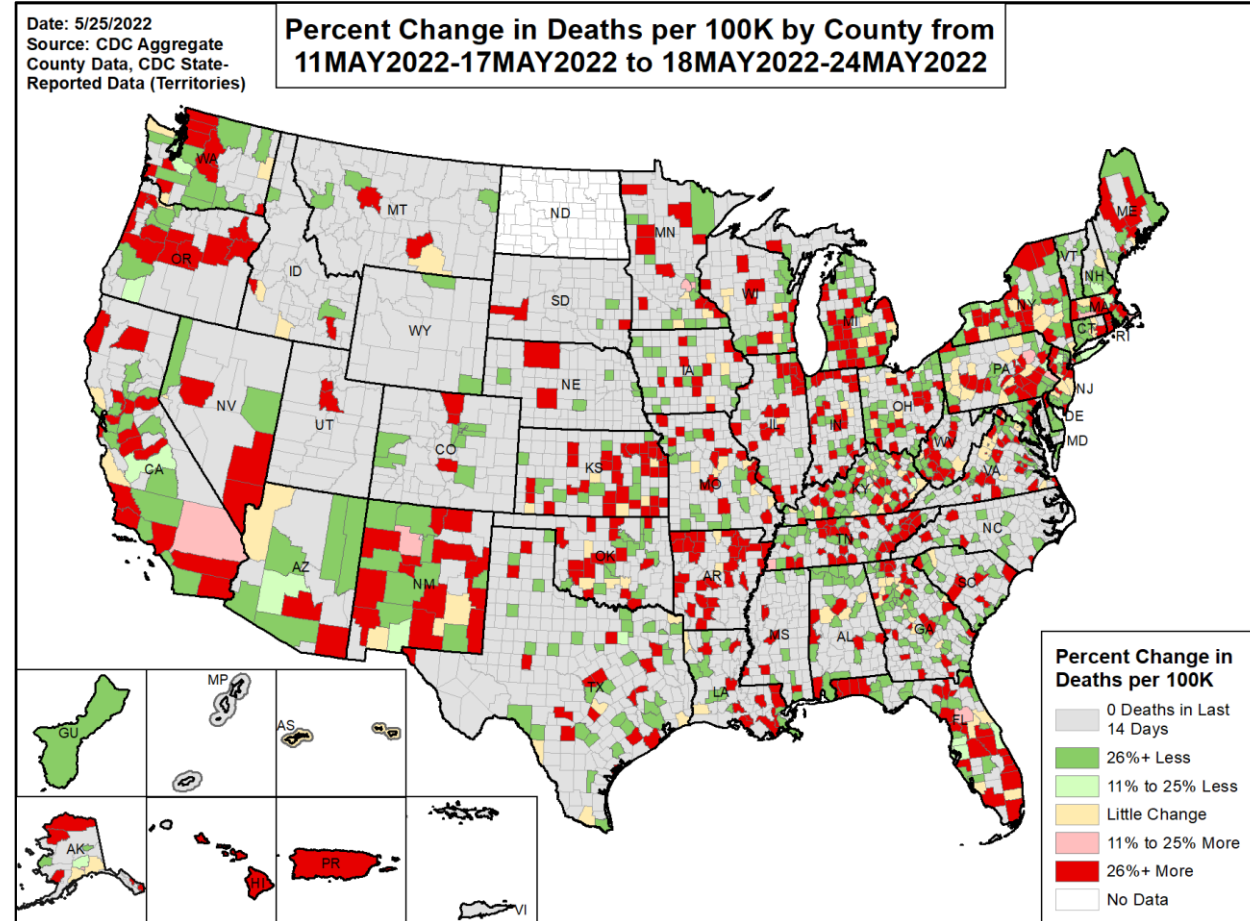 Date: 5/25/2022
Source: CDC Aggregate
County Data, CDC State-
Reported Data (Territories)
Percent Change in Deaths per 100K by County from
11MAY2022-17MAY2022 to 18MAY2022-24MAY2022
WA
MT
ND
MN
ME
OR
ID
SD
WI
MI
VT
NH
NY
MA
CT
RI
WY
NE
IA
PA
NJ
NV
UT
CO
IL
IN
OH
DE
MD
WV
VA
CA
KS
MO
KY
NC
AZ
NM
OK
AR
TN
SC
MS
AL
GA
TX
LA
FL
GU
MP
AS
AK
HI
PR
VI
Percent Change in
Deaths per 100K
0 Deaths in Last
14 Days
26%+ Less
11% to 25% Less
Little Change
11% to 25% More
26%+ More
No Data